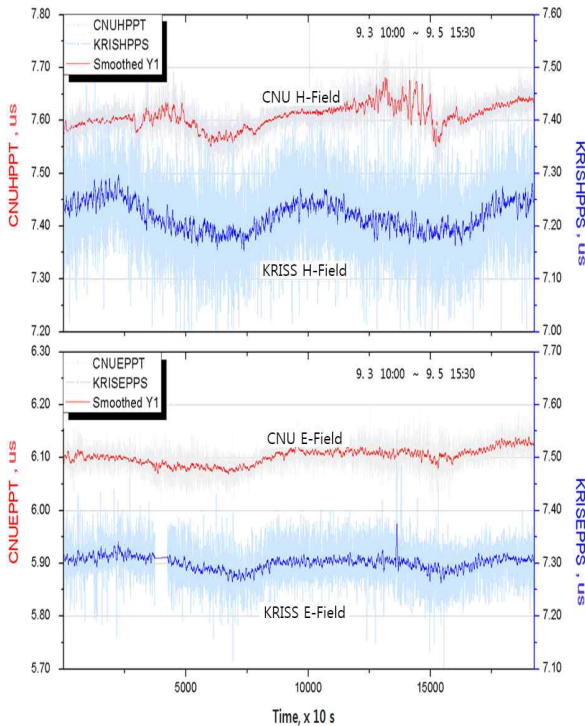 7.80
7.70
7.60
7.50
7.40
7.30
7.20
CNUHPPT , us
CNUHPPT
KRISHPPS
Smoothed Y1
9. 3 10:00 ~ 9. 5 15:30
CNU H-Field
KRISS H-Field
7.60
7.50
7.40
7.30
7.20
7.10
7.00
KRISHPPS , us
6.30
6.20
6.10
6.00
5.90
5.80
5.70
CNUEPPT , us
CNUEPPT
KRISEPPS
Smoothed Y1
9. 3 10:00 ~ 9. 5 15:30
CNU E-Field
KRISS E-Field
7.70
7.60
7.50
7.40
7.30
7.20
7.10
KRISEPPS , us
5000
10000
15000
Time, x 10 s